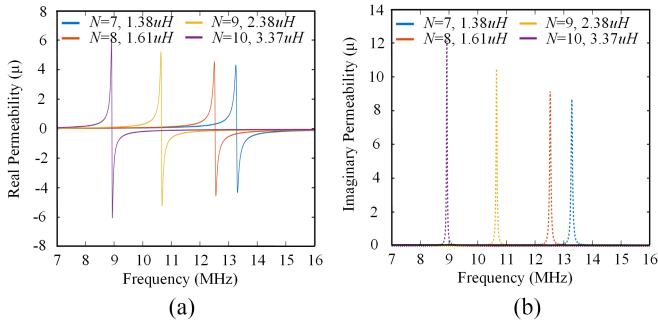 N=7, 1.38uH N=9, 2.38uH
N=8, 1.61uH N=10, 3.37uH
Real Permeability (μ)
8
6
4
2
0
-2
-4
-6
-8
7 8 9 10 11 12 13 14 15 16
Frequency (MHz)
(a)
N=7, 1.38uH N=9, 2.38uH
N=8, 1.61uH N=10, 3.37uH
Imaginary Permeability (μ)
14
12
10
8
6
4
2
0
7 8 9 10 11 12 13 14 15 16
Frequency (MHz)
(b)